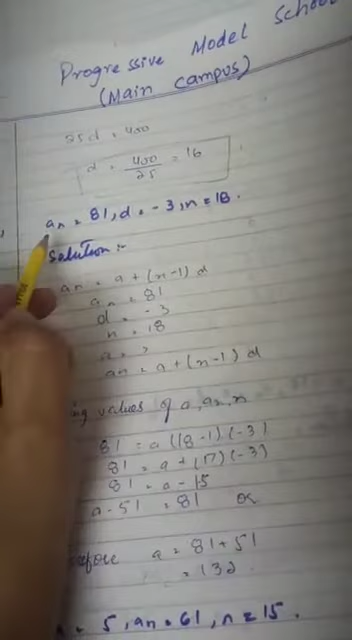 Progressive Model School
(Main campus)
25d = 400
d = 400/25 = 16
an = 81, d = -3, n = 18.
Solution:-
an = a + (n-1) d
an = 81
d = -3
n = 18
a = ?
an = a + (n-1) d
values of a, an, n
81 = a (18-1) (-3)
81 = a + (17) (-3)
81 = a - 15
a - 51 = 81 or
a = 81 + 51
= 132
= 5, an = 61, n = 15.